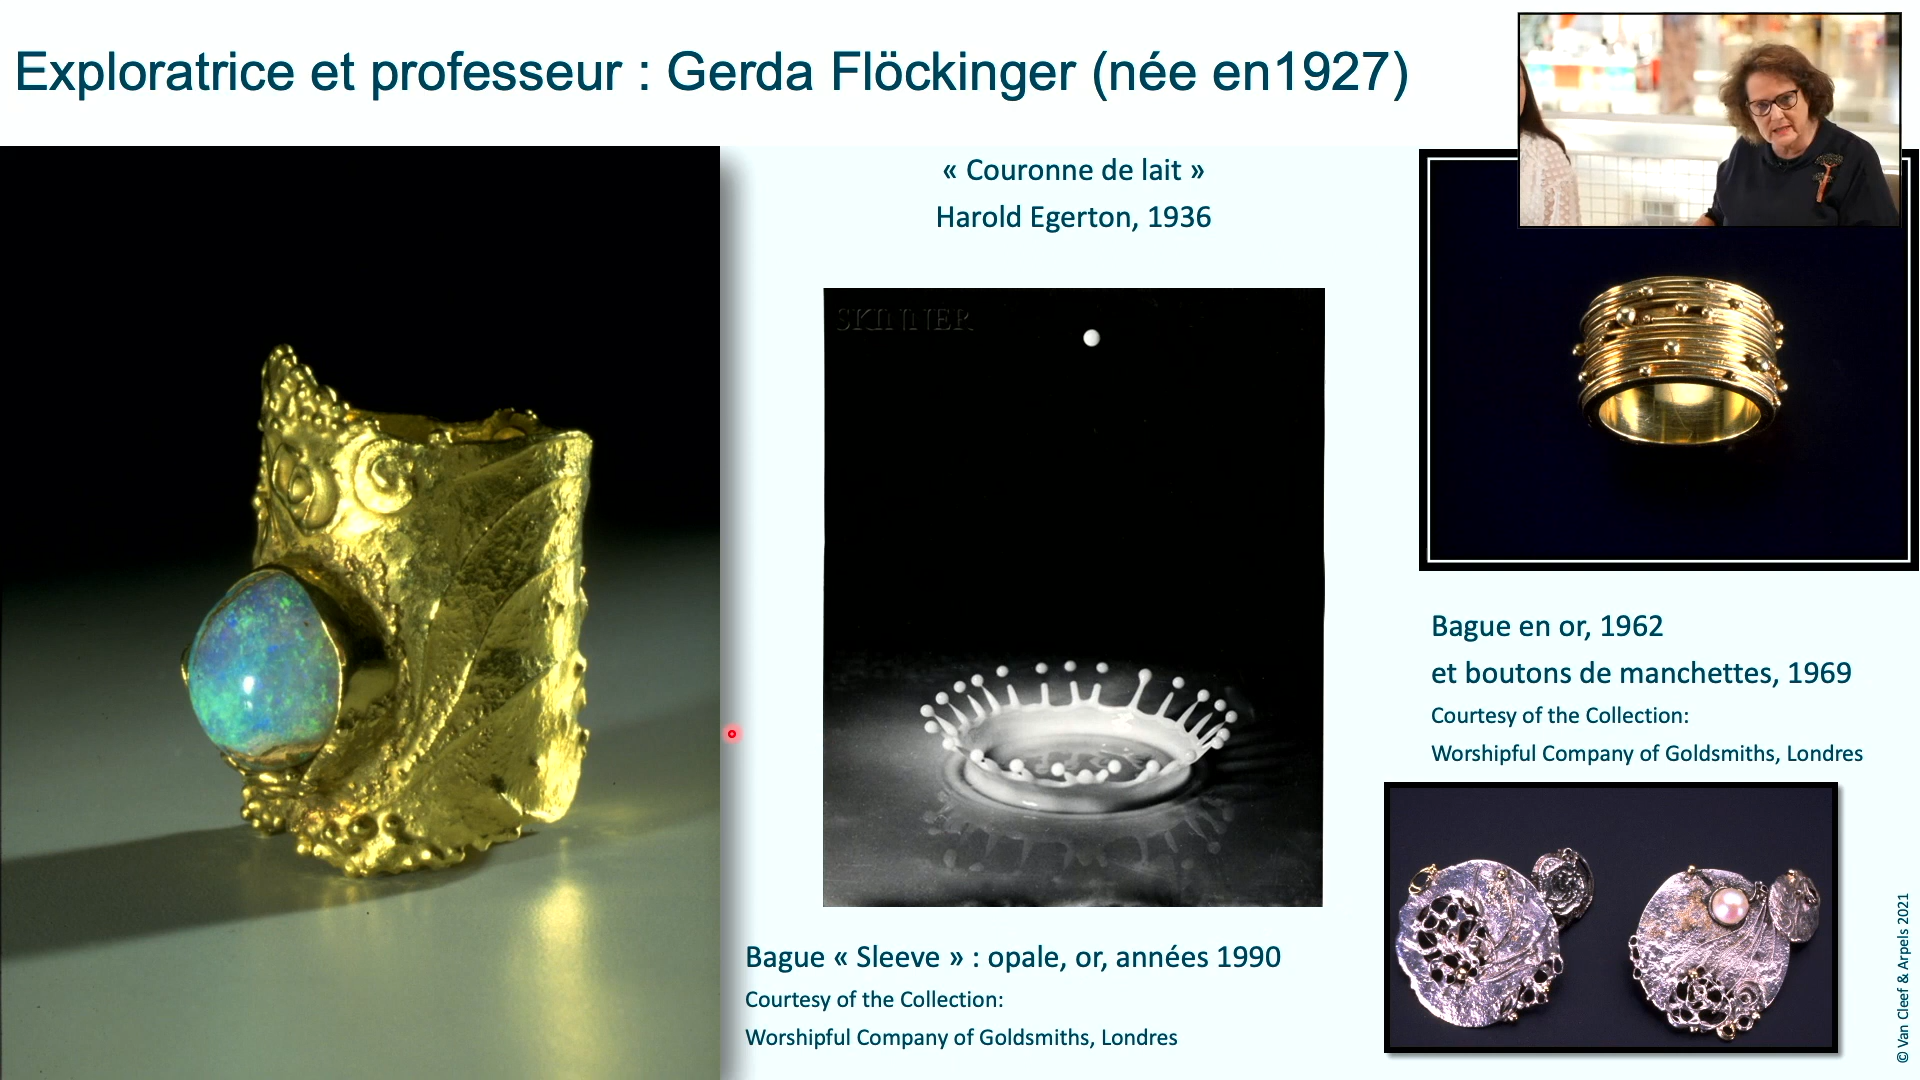 Exploratrice et professeur : Gerda Flöckinger (née en1927)
« Couronne de lait »
Harold Egerton, 1936
SKINNER
Bague en or, 1962
et boutons de manchettes, 1969
Courtesy of the Collection:
Worshipful Company of Goldsmiths, Londres
Bague « Sleeve » : opale, or, années 1990
Courtesy of the Collection:
Worshipful Company of Goldsmiths, Londres
© Van Cleef & Arpels 2021